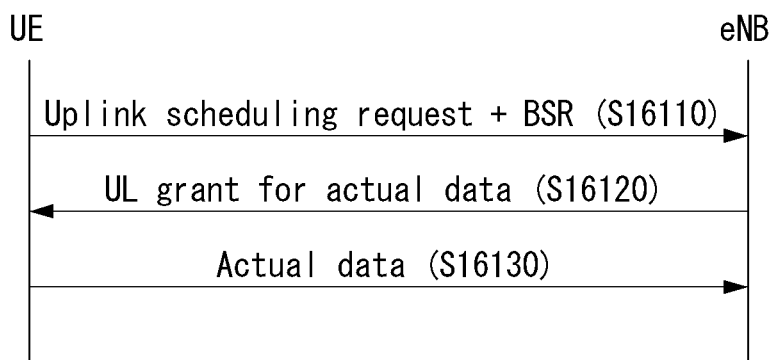 UE
eNB
Uplink scheduling request + BSR (S16110)
UL grant for actual data (S16120)
Actual data (S16130)